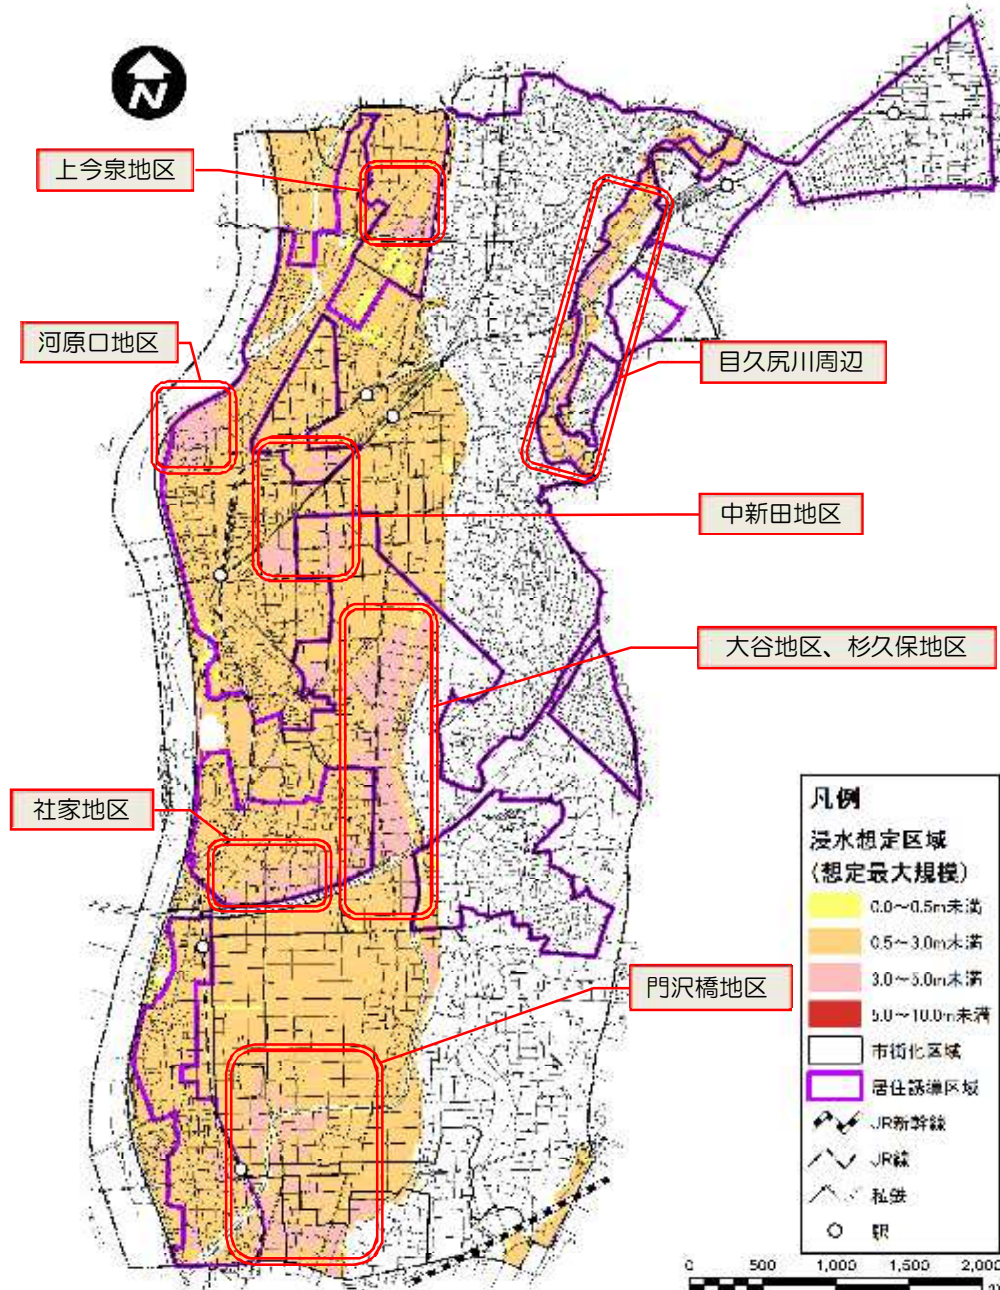 N
上今泉地区
河原口地区
目久尻川周辺
中新田地区
大谷地区、杉久保地区
社家地区
門沢橋地区
凡例
浸水想定区域
(想定最大規模)
0.0～0.5m未満
0.5～3.0m未満
3.0～5.0m未満
5.0～10.0m未満
市街化区域
居住誘導区域
JR新幹線
JR線
私鉄
駅
0 500 1,000 1,500 2,000